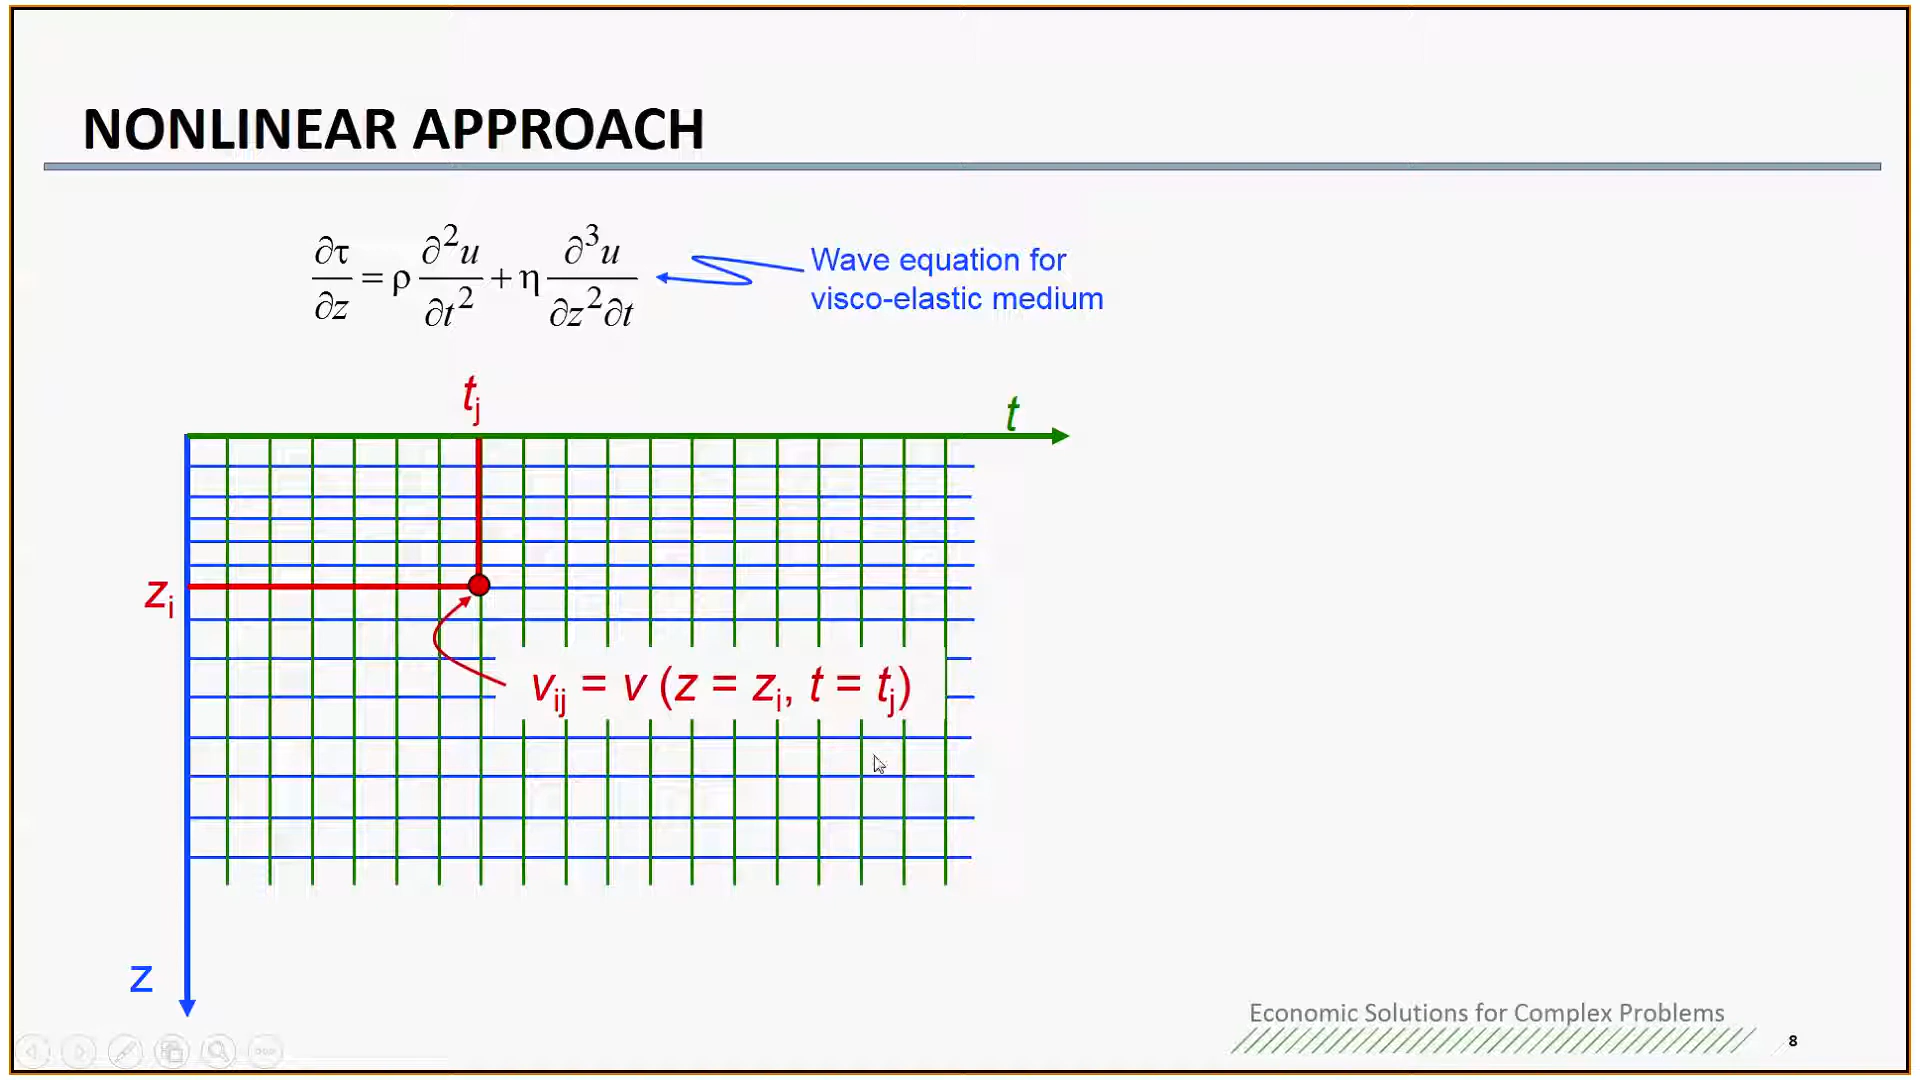 NONLINEAR APPROACH
∂τ/∂z = ρ ∂²u/∂t² + η ∂³u/∂z²∂t
Wave equation for
visco-elastic medium
tj
t
zi
vij = v (z = zi, t = tj)
z
Economic Solutions for Complex Problems
8